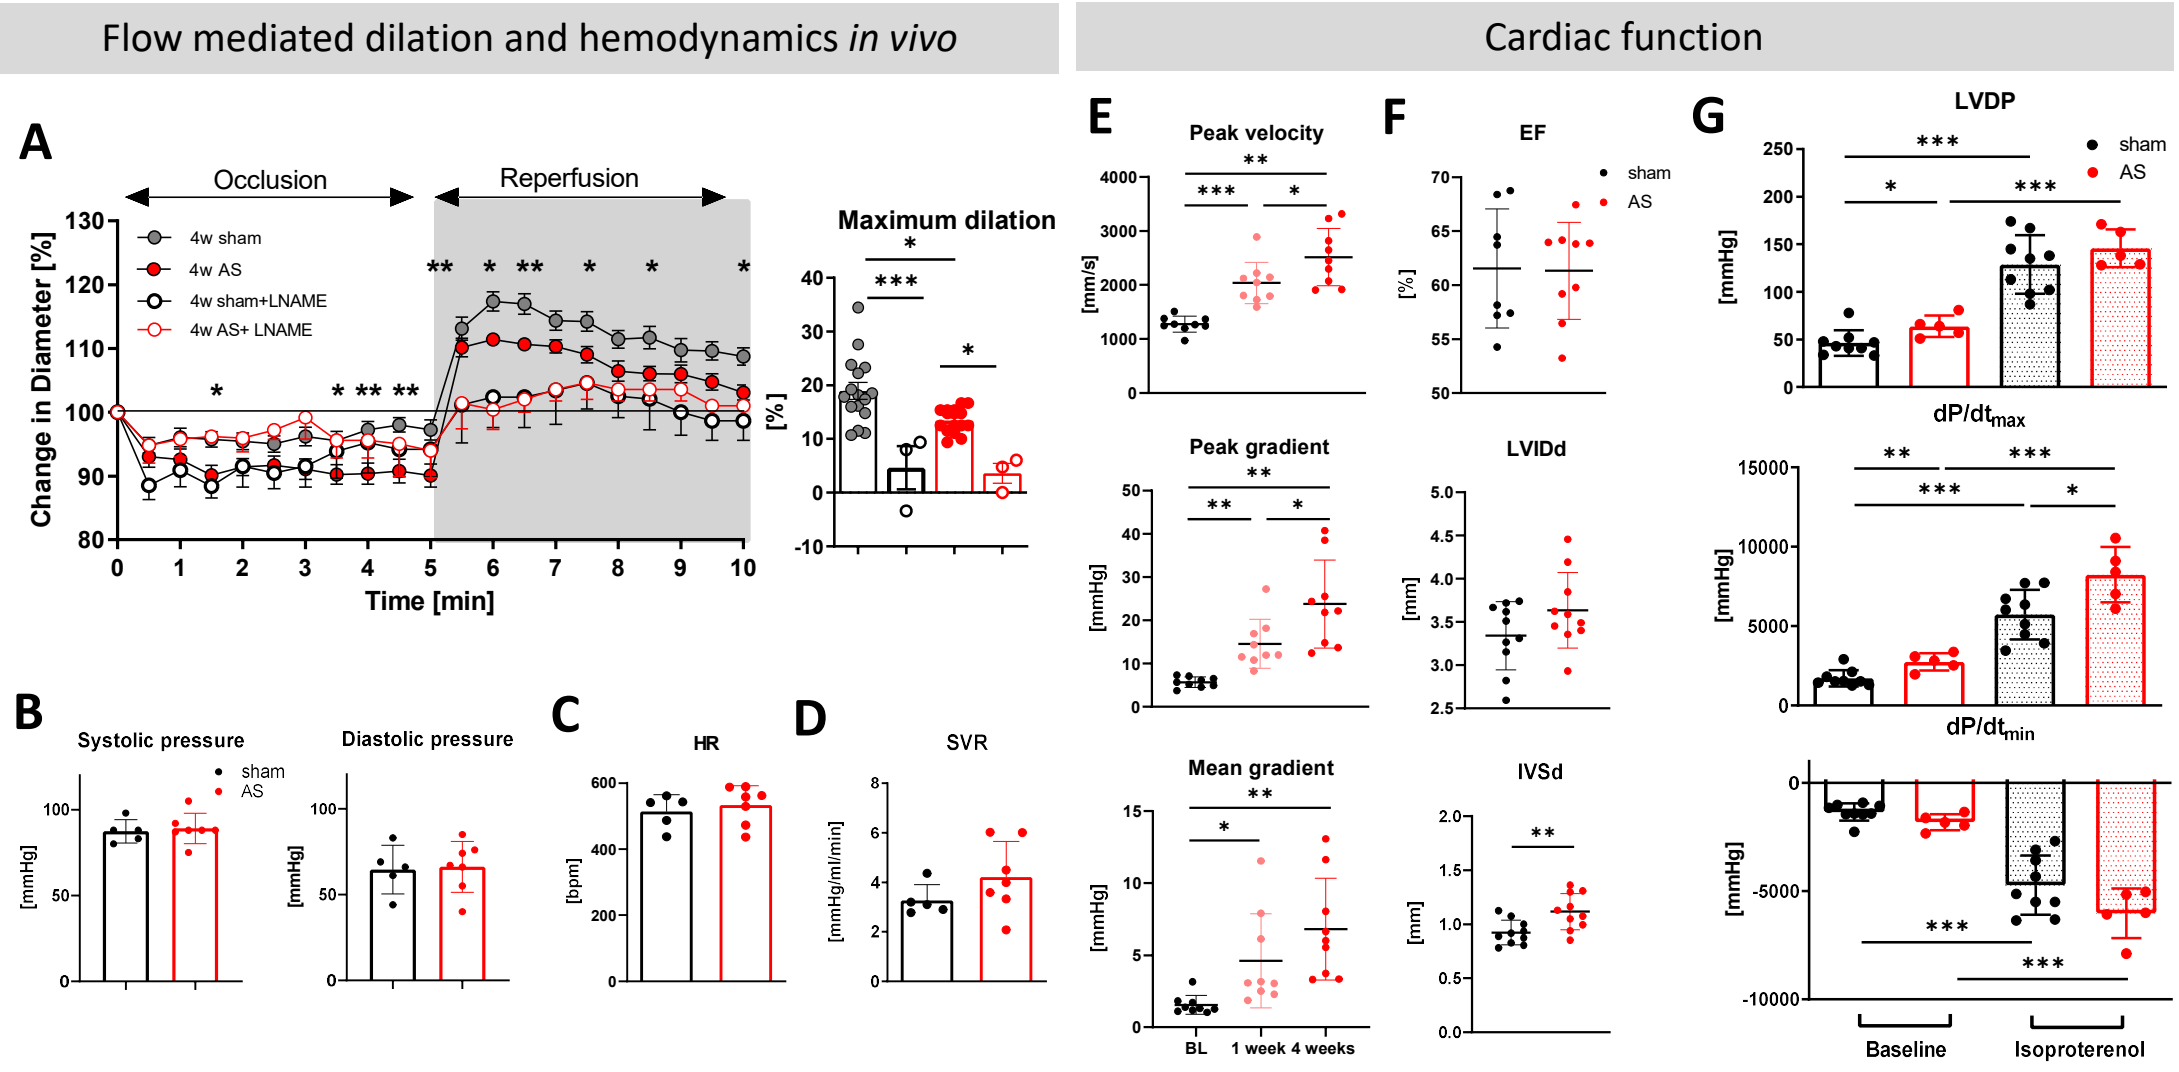 Flow mediated dilation and hemodynamics in vivo
Cardiac function
A
Occlusion
Reperfusion
Change in Diameter [%]
130
120
110
100
90
80
4w sham
4w AS
4w sham+LNAME
4w AS+ LNAME
** * ** * * *
* * ** **
0 1 2 3 4 5 6 7 8 9 10
Time [min]
Maximum dilation
*
***
*
[%]
40
30
20
10
0
-10
B
Systolic pressure
sham
AS
[mmHg]
100
50
0
Diastolic pressure
[mmHg]
100
50
0
C
HR
[bpm]
600
400
200
0
D
SVR
[mmHg/ml/min]
8
6
4
2
0
E
Peak velocity
**
*** *
[mm/s]
4000
3000
2000
1000
0
Peak gradient
**
** *
[mmHg]
50
40
30
20
10
0
Mean gradient
**
*
[mmHg]
15
10
5
0
BL 1 week 4 weeks
F
EF
sham
AS
[%]
70
65
60
55
50
LVIDd
[mm]
5.0
4.5
4.0
3.5
3.0
2.5
IVSd
**
[mm]
2.0
1.5
1.0
0.5
0.0
G
LVDP
sham
AS
***
* ***
[mmHg]
250
200
150
100
50
0
dP/dtmax
** ***
*** *
[mmHg]
15000
10000
5000
0
dP/dtmin
[mmHg]
0
-5000
-10000
***
***
Baseline Isoproterenol